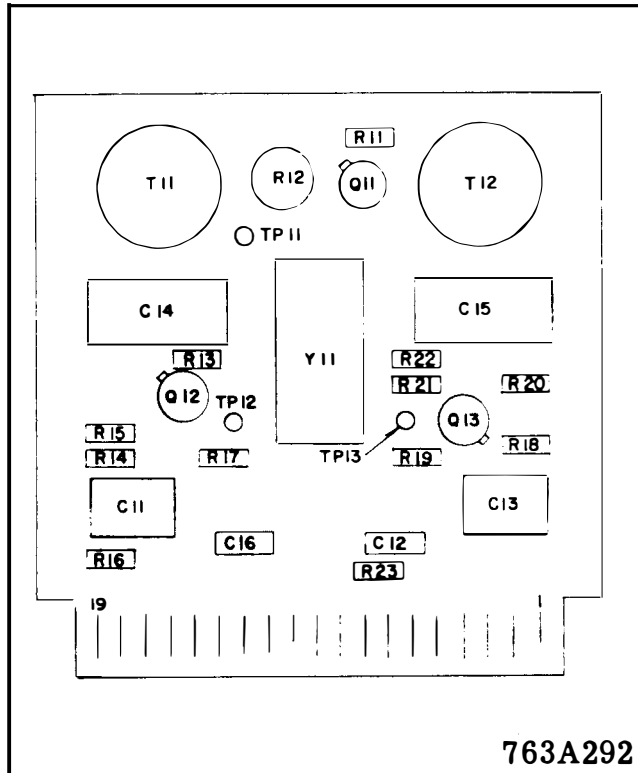 R11
T11
R12
Q11
T12
TP11
C14
C15
Y11
R13
R22
R21
R20
Q12
TP12
Q13
R15
R14
R17
TP13
R19
R18
C11
C13
C16
C12
R16
R23
19
1
763A292